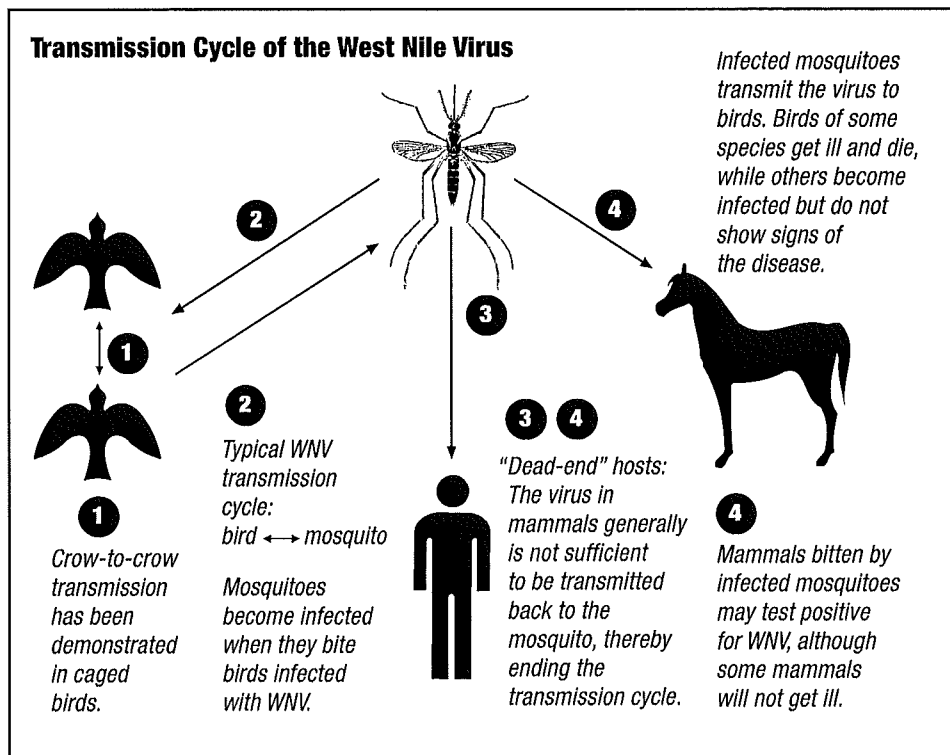 Transmission Cycle of the West Nile Virus
Infected mosquitoes
transmit the virus to
birds. Birds of some
species get ill and die,
while others become
infected but do not
show signs of
the disease.
2
4
1
3
1
Crow-to-crow
transmission
has been
demonstrated
in caged
birds.
2
Typical WNV
transmission
cycle:
bird ↔ mosquito
Mosquitoes
become infected
when they bite
birds infected
with WNV.
3 4
"Dead-end" hosts:
The virus in
mammals generally
is not sufficient
to be transmitted
back to the
mosquito, thereby
ending the
transmission cycle.
4
Mammals bitten by
infected mosquitoes
may test positive
for WNV, although
some mammals
will not get ill.